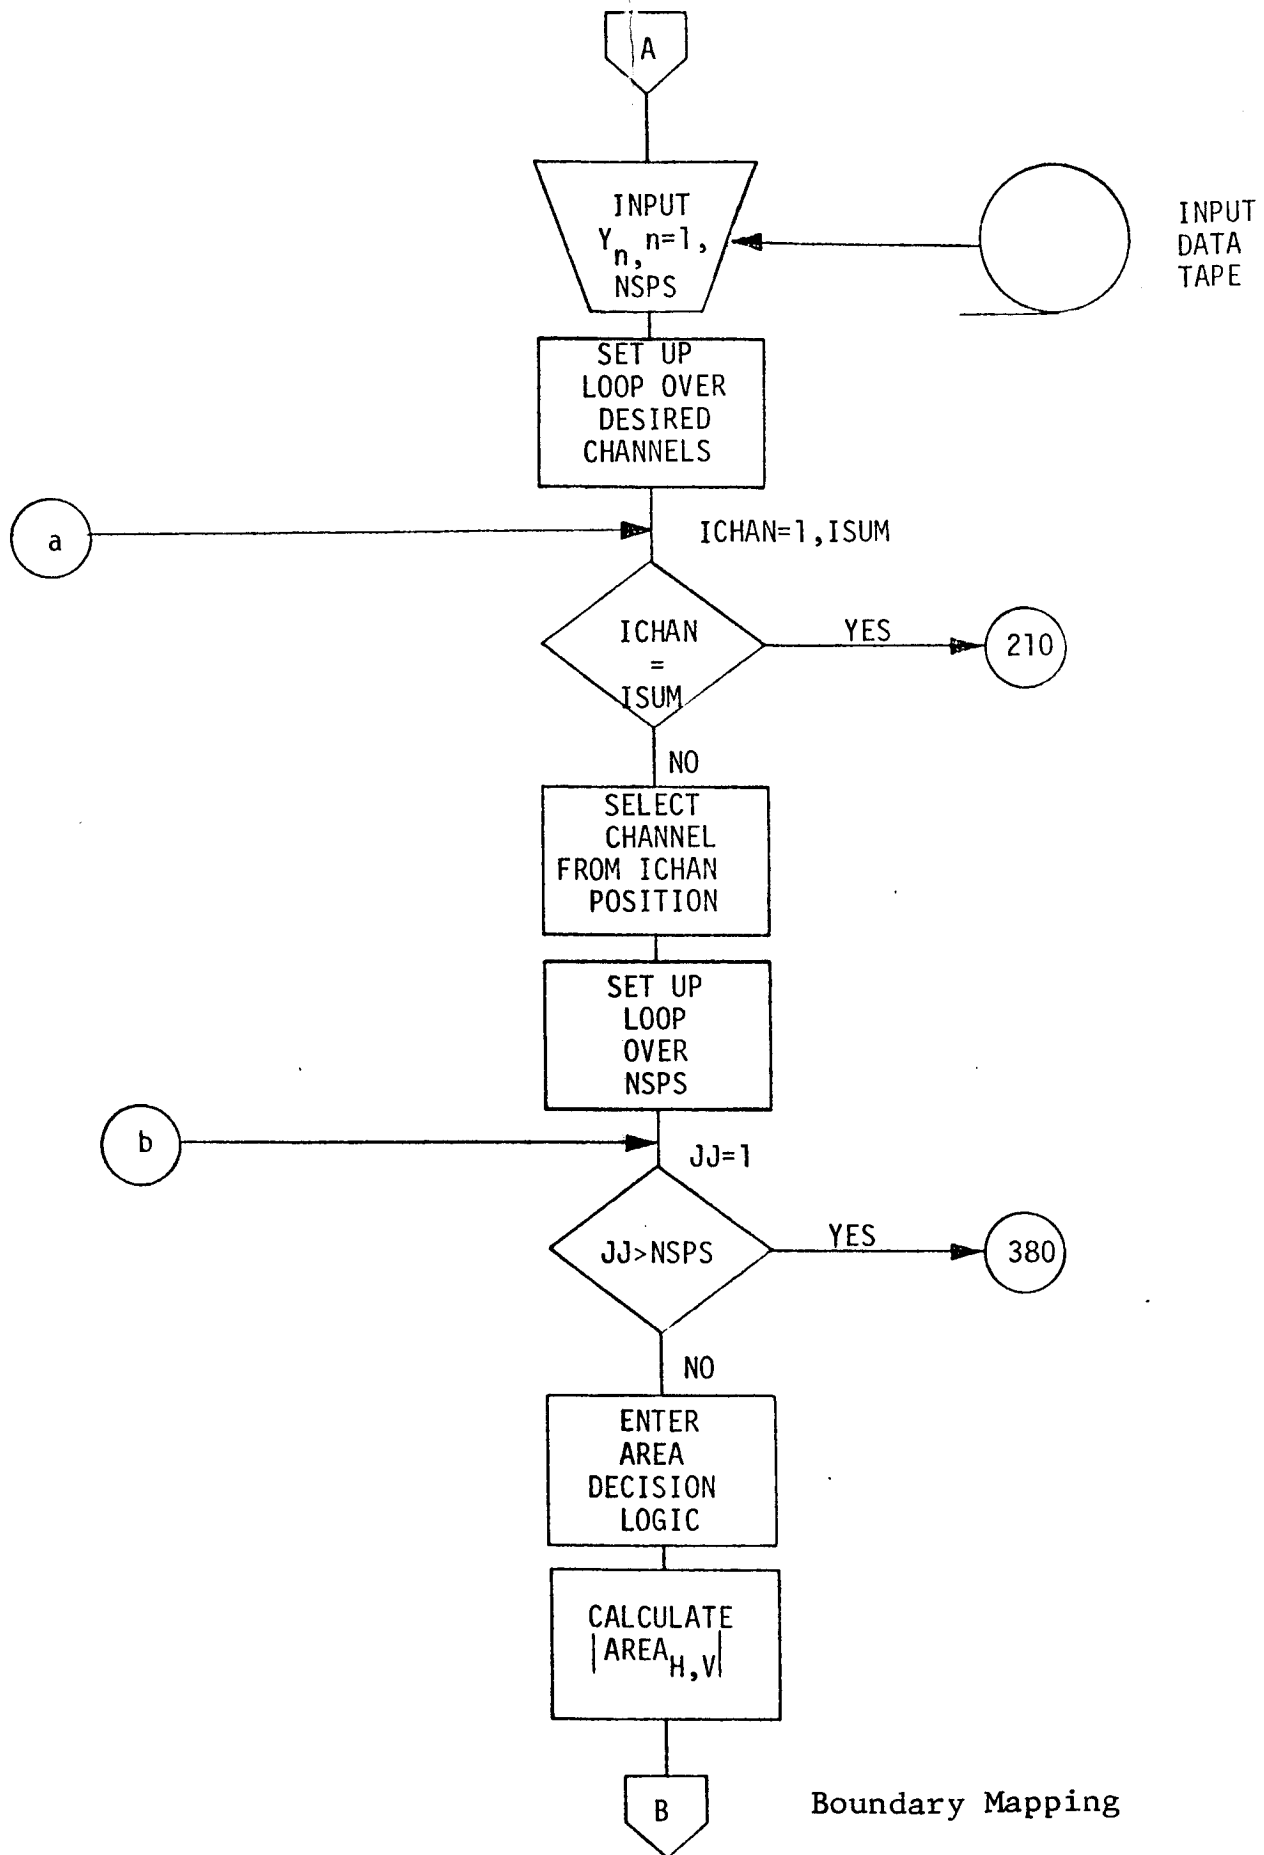 A
INPUT
Yn, n=1,
NSPS
INPUT
DATA
TAPE
SET UP
LOOP OVER
DESIRED
CHANNELS
a
ICHAN=1,ISUM
ICHAN
=
ISUM
YES
210
NO
SELECT
CHANNEL
FROM ICHAN
POSITION
SET UP
LOOP
OVER
NSPS
b
JJ=1
JJ>NSPS
YES
380
NO
ENTER
AREA
DECISION
LOGIC
CALCULATE
|AREAH,V|
B
Boundary Mapping